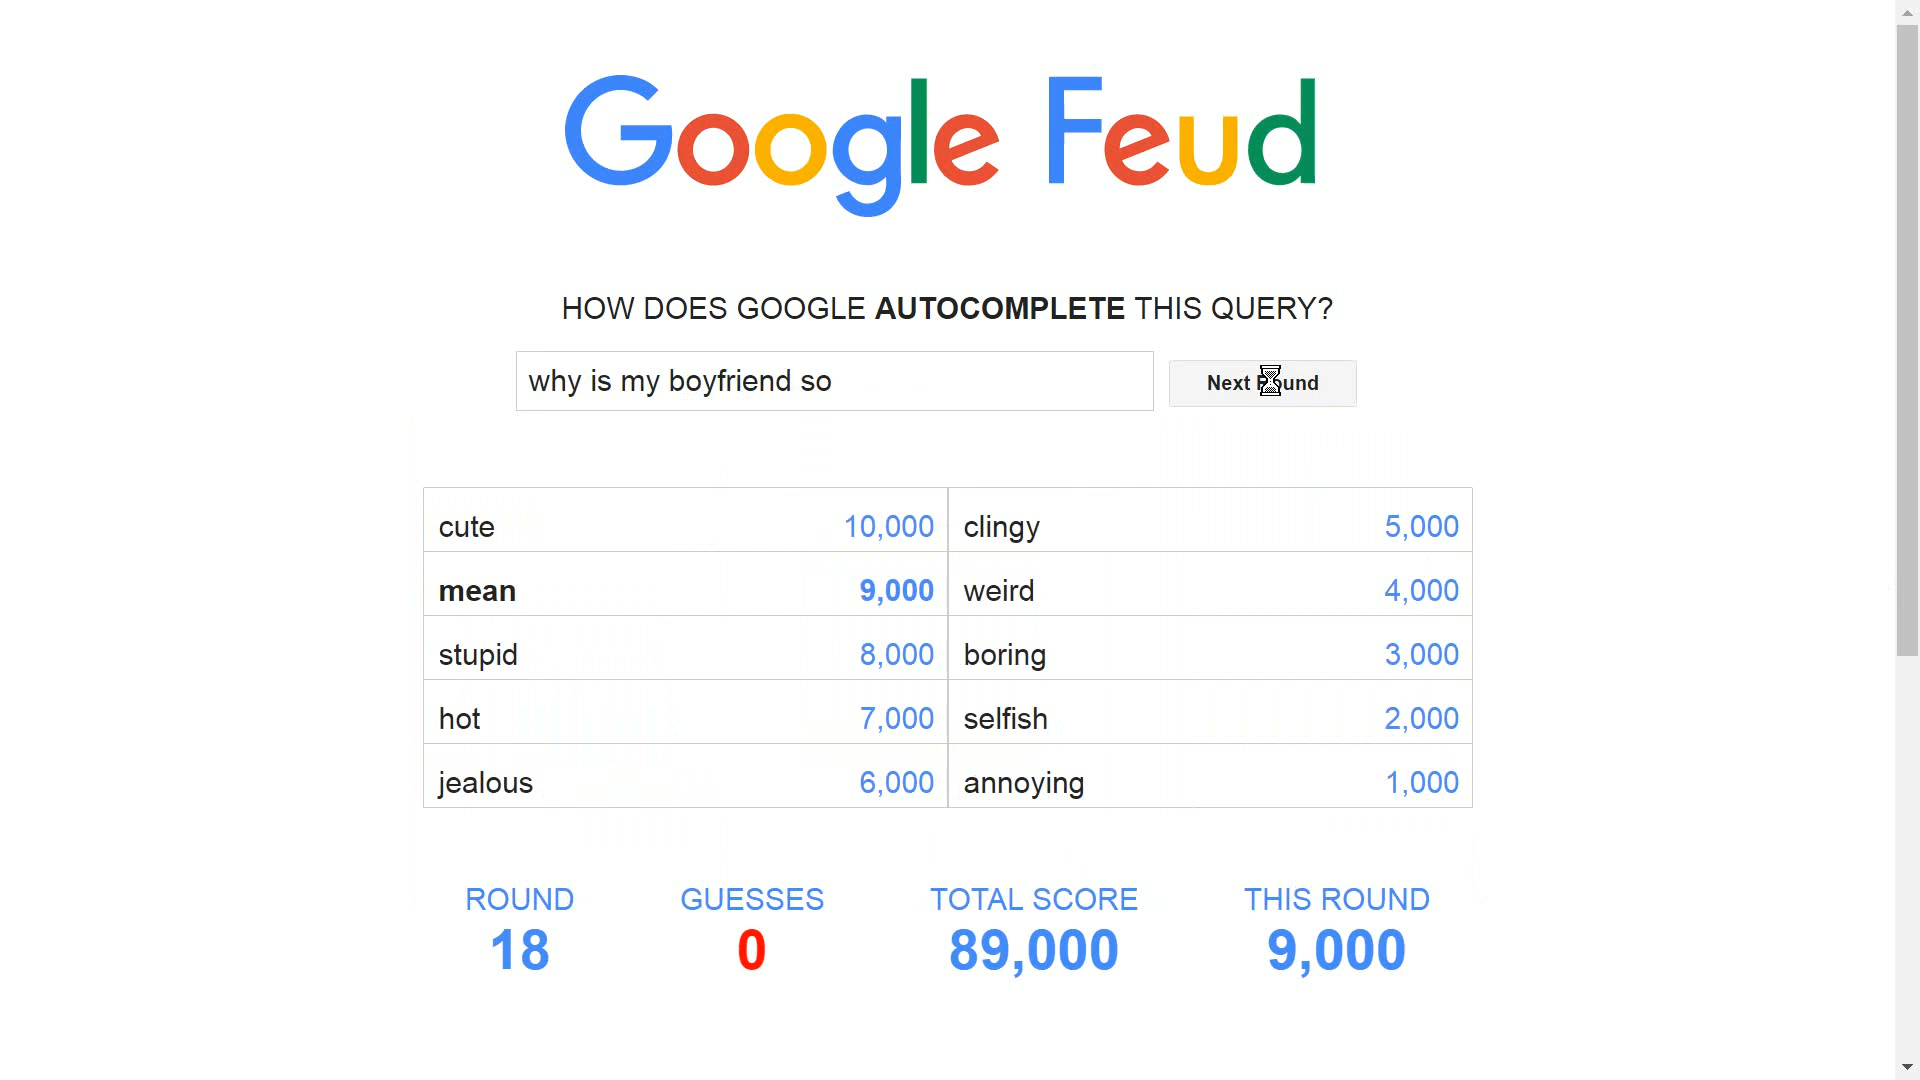 Google Feud
HOW DOES GOOGLE AUTOCOMPLETE THIS QUERY?
why is my boyfriend so
Next Round
cute 10,000 clingy 5,000
mean 9,000 weird 4,000
stupid 8,000 boring 3,000
hot 7,000 selfish 2,000
jealous 6,000 annoying 1,000
ROUND GUESSES TOTAL SCORE THIS ROUND
18 0 89,000 9,000